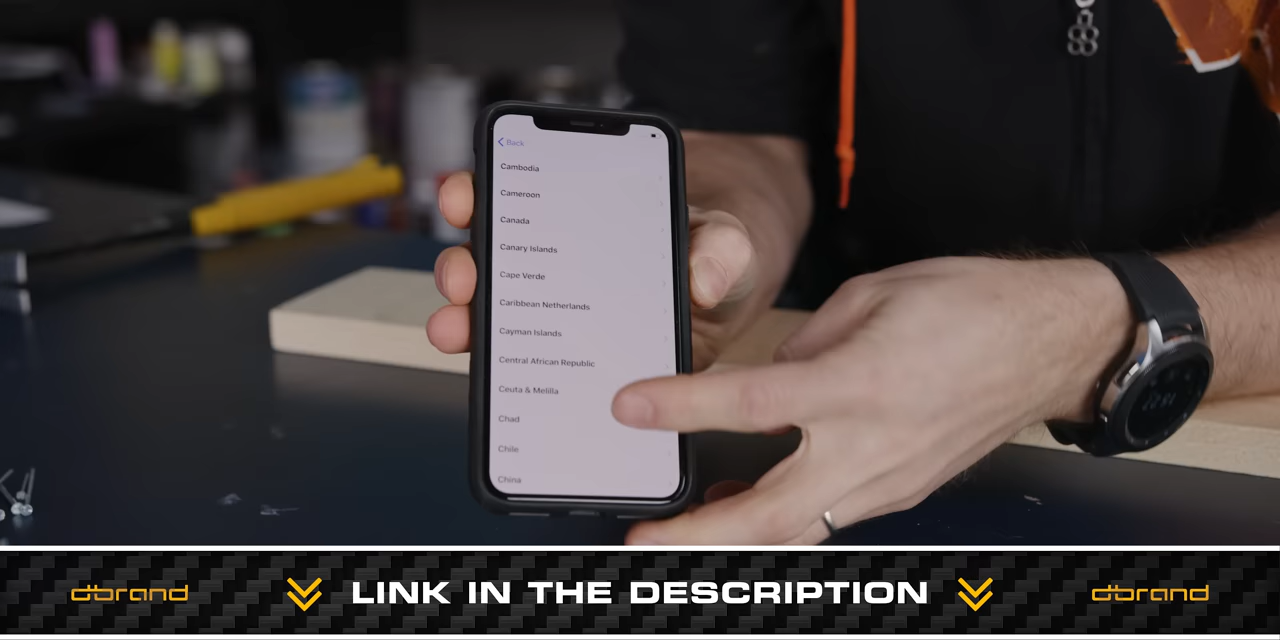 Back
Cambodia
Cameroon
Canada
Canary Islands
Cape Verde
Caribbean Netherlands
Cayman Islands
Central African Republic
Ceuta & Melilla
Chad
Chile
China
dbrand LINK IN THE DESCRIPTION dbrand